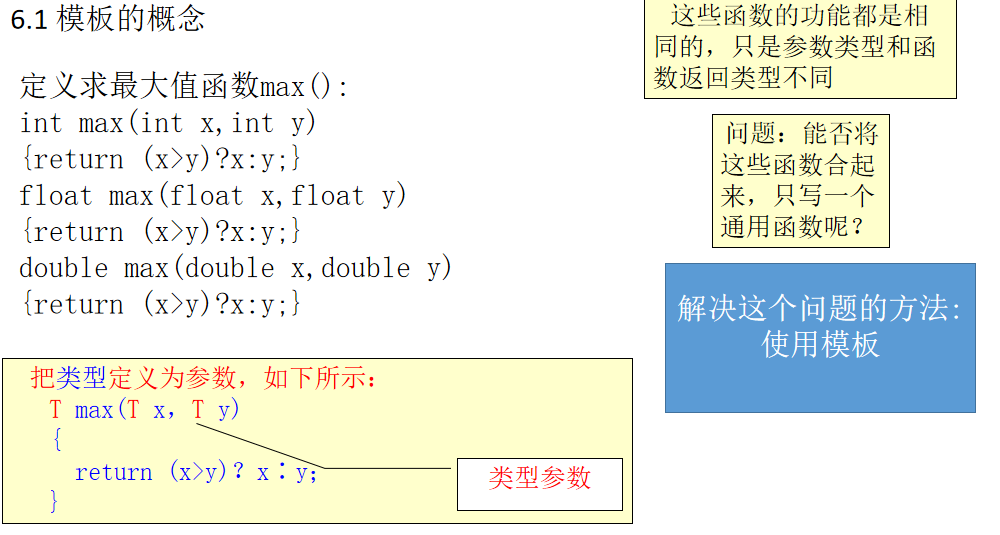 6.1 模板的概念
定义求最大值函数max():
int max(int x,int y)
{return (x>y)?x:y;}
float max(float x,float y)
{return (x>y)?x:y;}
double max(double x,double y)
{return (x>y)?x:y;}
这些函数的功能都是相
同的，只是参数类型和函
数返回类型不同
问题：能否将
这些函数合起
来，只写一个
通用函数呢？
解决这个问题的方法:
使用模板
把类型定义为参数，如下所示：
T max(T x，T y)
{
return (x>y)？x：y；
}
类型参数